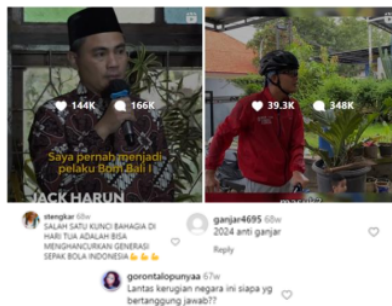 144K 166K
39.3K 348K
Saya pernah menjadi
pelaku Bom Bali I
JACK HARUN
stengkar 68w
SALAH SATU KUNCI BAHAGIA DI
HARI TUA ADALAH BISA
MENGHANCURKAN GENERASI
SEPAK BOLA INDONESIA
ganjar4695 68w
2024 anti ganjar
Reply
gorontalopunyaa 67w
Lantas kerugian negara ini siapa yg
bertanggung jawab??